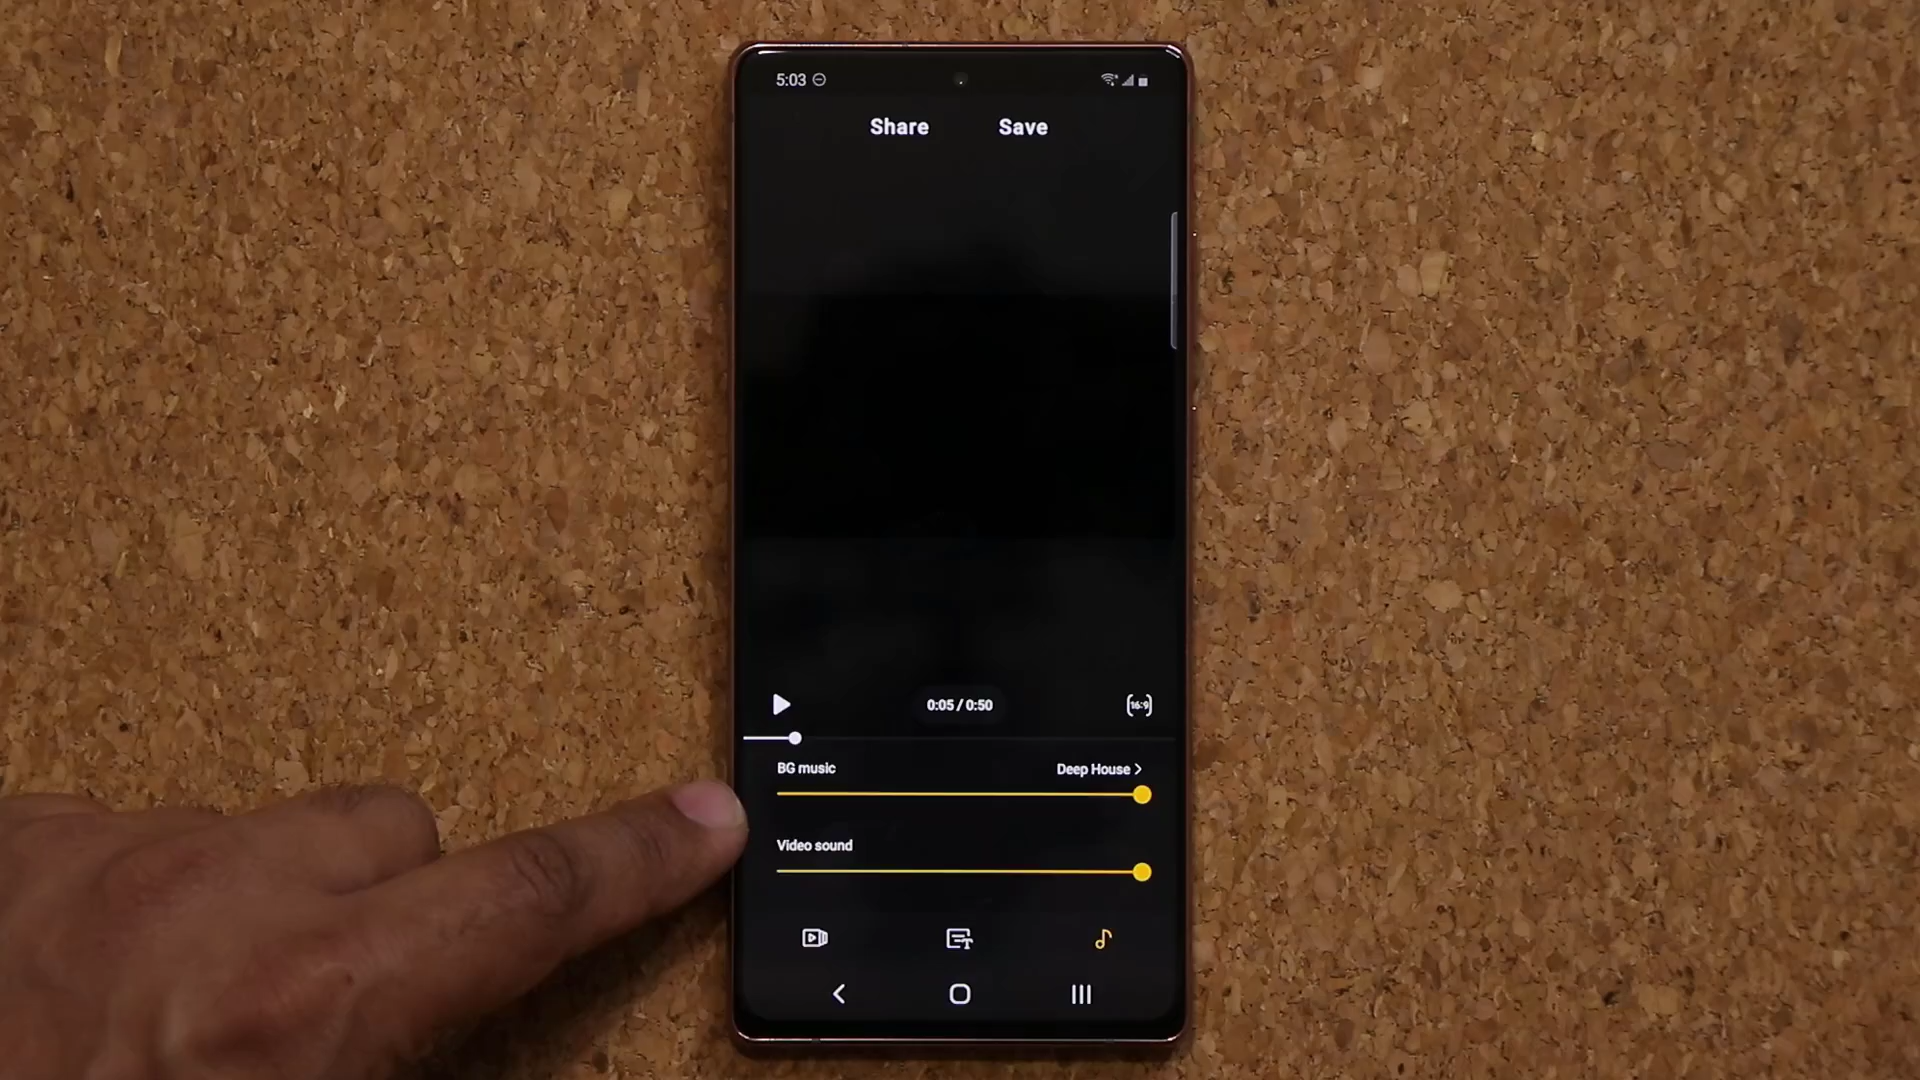 5:03
Share Save
0:05 / 0:50
16:9
BG music Deep House >
Video sound